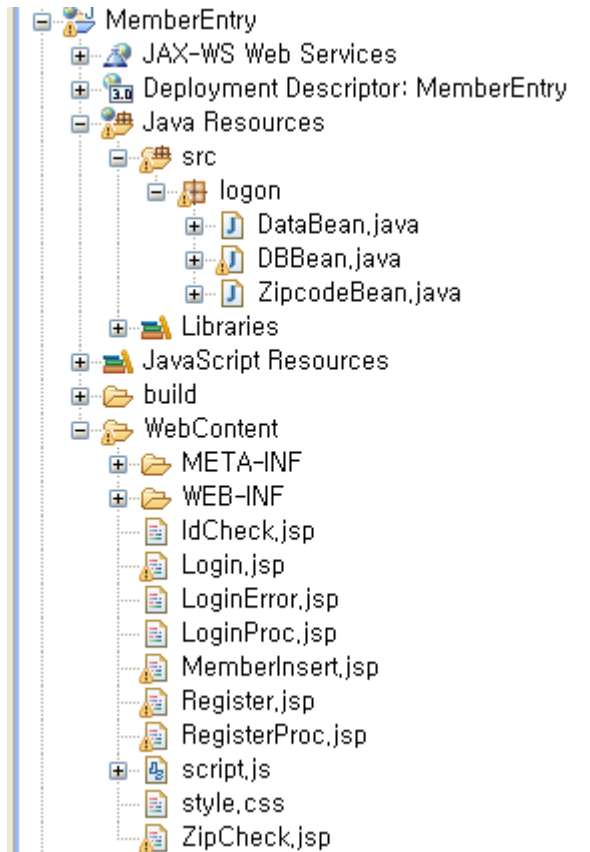 MemberEntry
JAX-WS Web Services
3.0 Deployment Descriptor: MemberEntry
Java Resources
src
logon
DataBean.java
DBBean.java
ZipcodeBean.java
Libraries
JavaScript Resources
build
WebContent
META-INF
WEB-INF
IdCheck.jsp
Login.jsp
LoginError.jsp
LoginProc.jsp
MemberInsert.jsp
Register.jsp
RegisterProc.jsp
script.js
style.css
ZipCheck.jsp